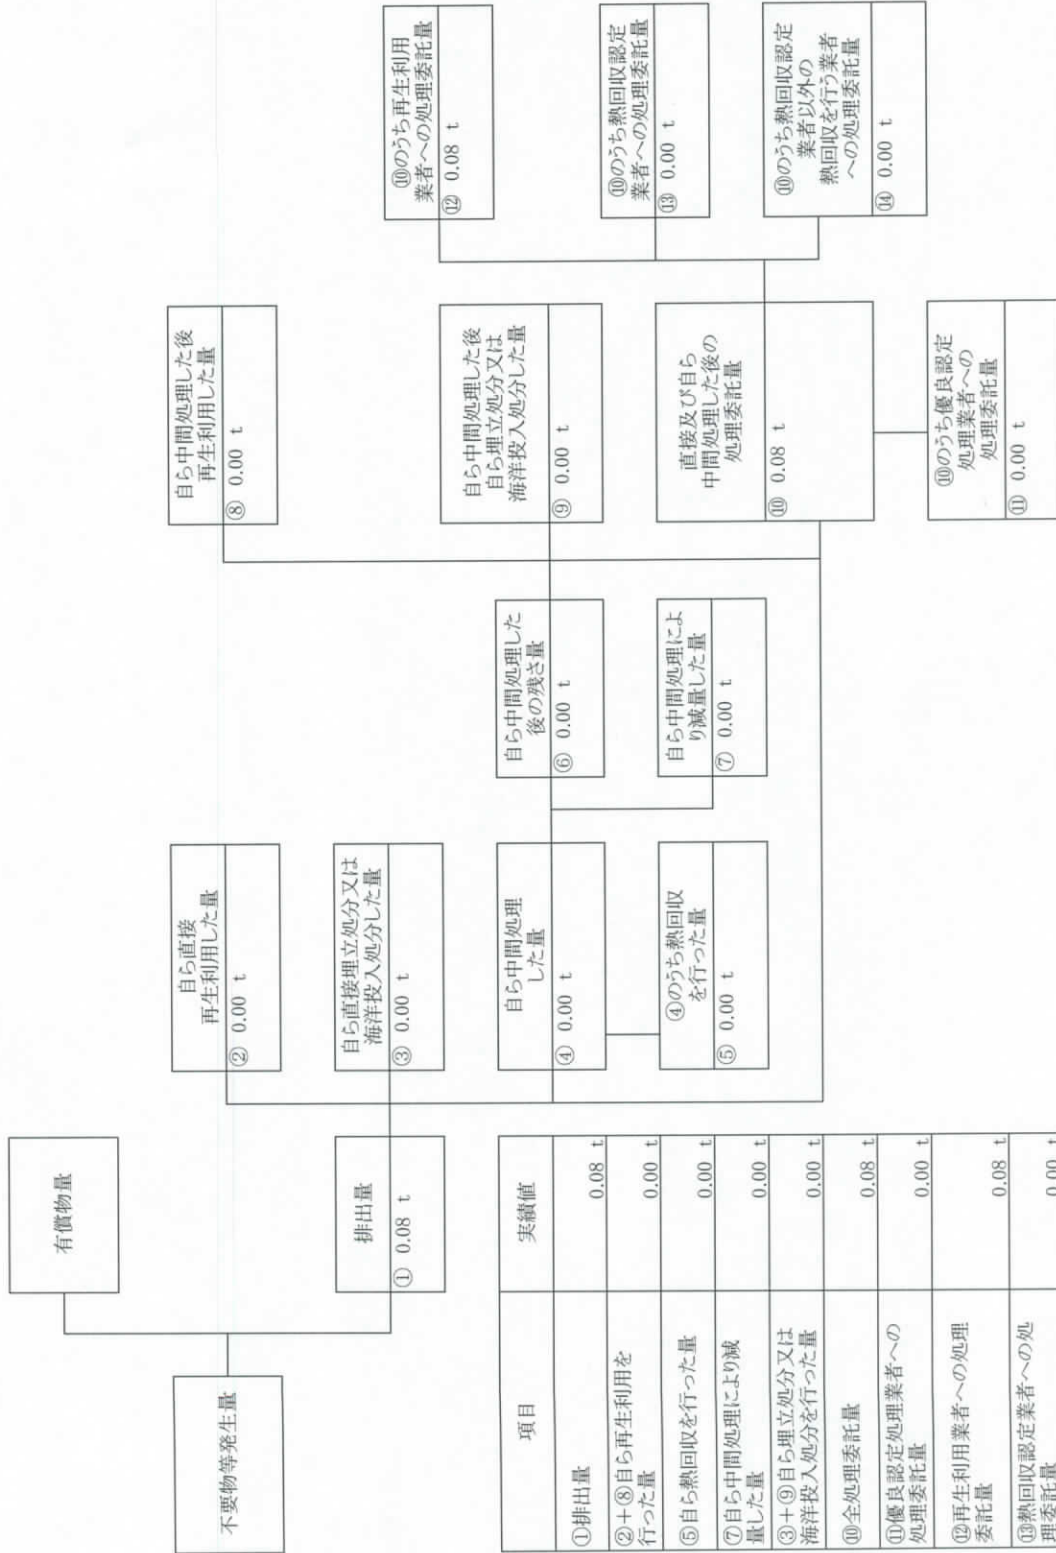 不要物等発生量
有償物量
排出量
① 0.08 t
自ら直接
再生利用した量
② 0.00 t
自ら直接埋立処分又は
海洋投入処分した量
③ 0.00 t
自ら中間処理
した量
④ 0.00 t
④のうち熱回収
を行った量
⑤ 0.00 t
自ら中間処理した
後の残さ量
⑥ 0.00 t
自ら中間処理によ
り減量した量
⑦ 0.00 t
自ら中間処理した後
再生利用した量
⑧ 0.00 t
自ら中間処理した後
自ら埋立処分又は
海洋投入処分した量
⑨ 0.00 t
直接及び自ら
中間処理した後の
処理委託量
⑩ 0.08 t
⑩のうち優良認定
処理業者への
処理委託量
⑪ 0.00 t
⑩のうち再生利用
業者への処理委託量
⑫ 0.08 t
⑩のうち熱回収認定
業者への処理委託量
⑬ 0.00 t
⑩のうち熱回収認定
業者以外の
熱回収を行う業者
への処理委託量
⑭ 0.00 t
項目 実績値
①排出量 0.08 t
②+⑧自ら再生利用を
行った量 0.00 t
⑤自ら熱回収を行った量 0.00 t
⑦自ら中間処理により減
量した量 0.00 t
③+⑨自ら埋立処分又は
海洋投入処分を行った量 0.00 t
⑩全処理委託量 0.08 t
⑪優良認定処理業者への
処理委託量 0.00 t
⑫再生利用業者への処理
委託量 0.08 t
⑬熱回収認定業者への処
理委託量 0.00 t